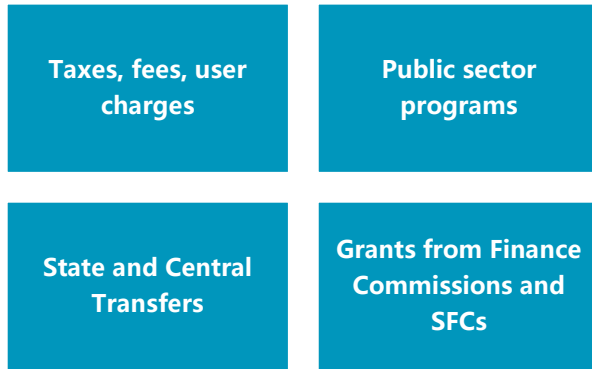 Taxes, fees, user
charges
Public sector
programs
State and Central
Transfers
Grants from Finance
Commissions and
SFCs